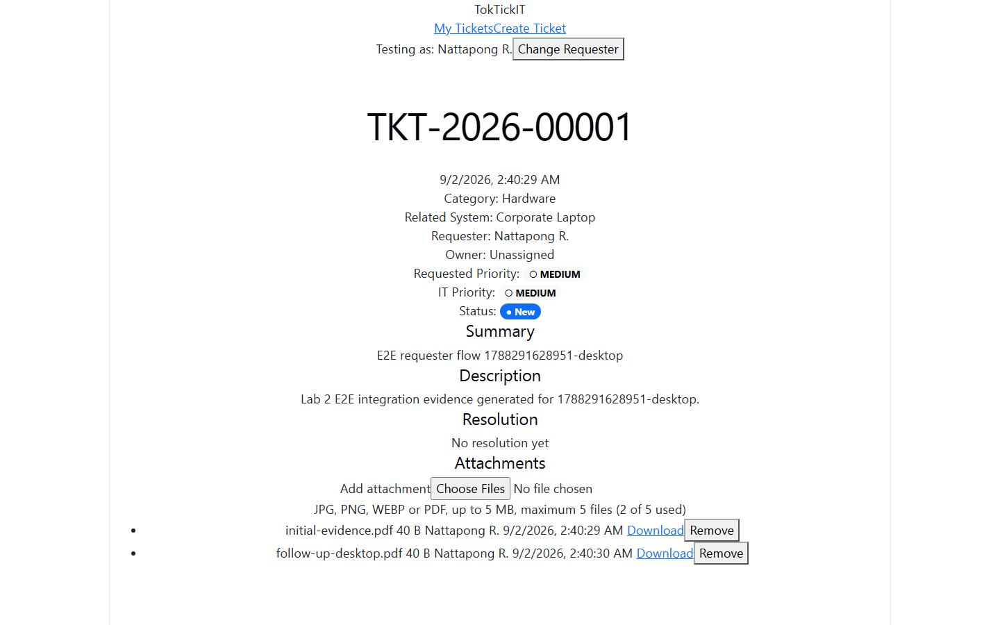 TokTickIT
My TicketsCreate Ticket
Testing as: Nattapong R. Change Requester
TKT-2026-00001
9/2/2026, 2:40:29 AM
Category: Hardware
Related System: Corporate Laptop
Requester: Nattapong R.
Owner: Unassigned
Requested Priority: ○ MEDIUM
IT Priority: ○ MEDIUM
Status: ● New
Summary
E2E requester flow 1788291628951-desktop
Description
Lab 2 E2E integration evidence generated for 1788291628951-desktop.
Resolution
No resolution yet
Attachments
Add attachment Choose Files No file chosen
JPG, PNG, WEBP or PDF, up to 5 MB, maximum 5 files (2 of 5 used)
• initial-evidence.pdf 40 B Nattapong R. 9/2/2026, 2:40:29 AM Download Remove
• follow-up-desktop.pdf 40 B Nattapong R. 9/2/2026, 2:40:30 AM Download Remove